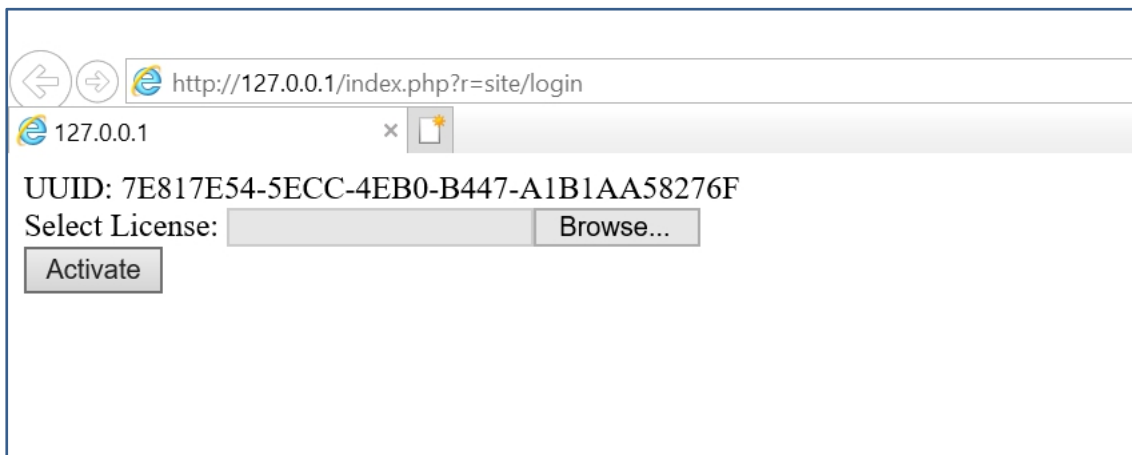 http://127.0.0.1/index.php?r=site/login
127.0.0.1
UUID: 7E817E54-5ECC-4EB0-B447-A1B1AA58276F
Select License: Browse...
Activate